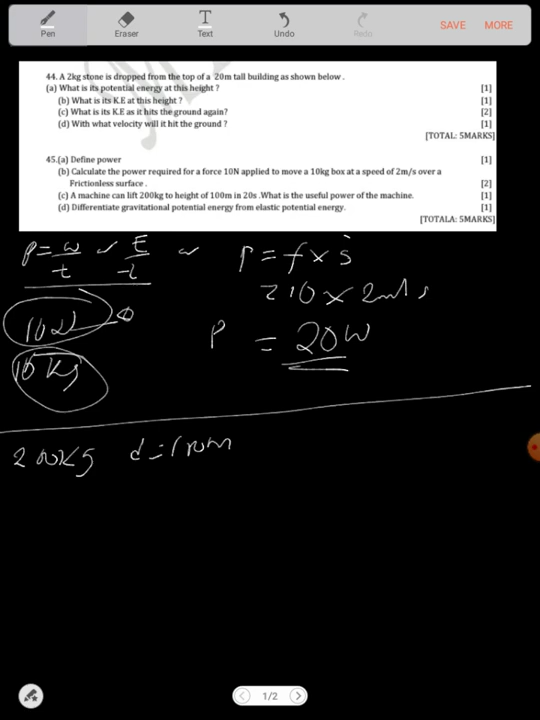 Pen
Eraser
Text
Undo
Redo
SAVE
MORE
44. A 2kg stone is dropped from the top of a 20m tall building as shown below .
(a) What is its potential energy at this height ? [1]
(b) What is its K.E at this height ? [1]
(c) What is its K.E as it hits the ground again? [2]
(d) With what velocity will it hit the ground ? [1]
[TOTAL: 5MARKS]
45.(a) Define power [1]
(b) Calculate the power required for a force 10N applied to move a 10kg box at a speed of 2m/s over a
Frictionless surface . [2]
(c) A machine can lift 200kg to height of 100m in 20s .What is the useful power of the machine. [1]
(d) Differentiate gravitational potential energy from elastic potential energy. [1]
[TOTALA: 5MARKS]
P = w/t or E/t or P = f x s
= 10 x 2m/s
P = 20W
10N
10Kg
200Kg d = 100m
1/2